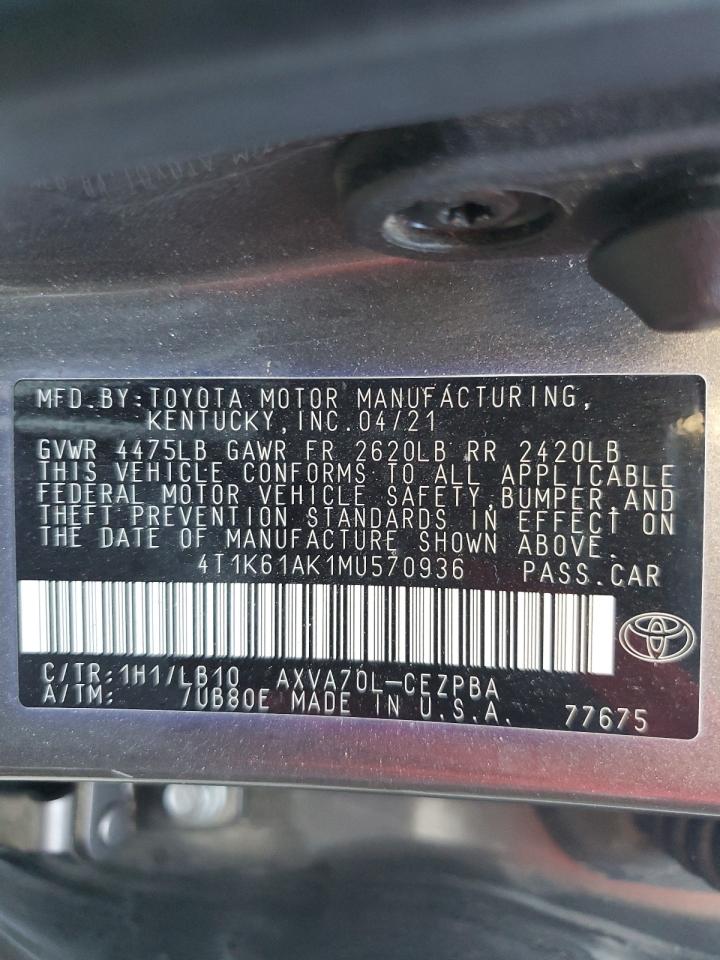 MFD.BY:TOYOTA MOTOR MANUFACTURING,
KENTUCKY,INC.04/21
GVWR 4475LB GAWR FR 2620LB RR 2420LB
THIS VEHICLE CONFORMS TO ALL APPLICABLE
FEDERAL MOTOR VEHICLE SAFETY,BUMPER,AND
THEFT PREVENTION STANDARDS IN EFFECT ON
THE DATE OF MANUFACTURE SHOWN ABOVE.
4T1K61AK1MU570936 PASS.CAR
C/TR:1H1/LB10 AXVA70L-CEZPBA
A/TM: 7UB80E MADE IN U.S.A. 77675